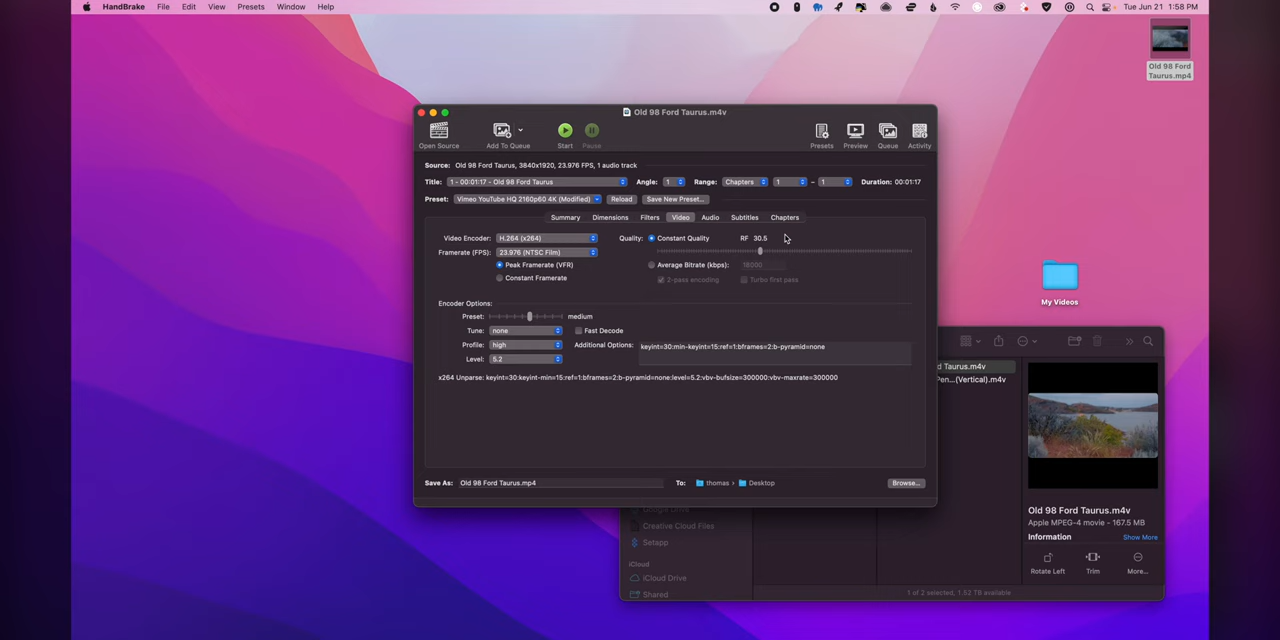 HandBrake File Edit View Presets Window Help Tue Jun 21 1:58 PM
Old 98 Ford
Taurus.mp4
Old 98 Ford Taurus.m4v
Open Source Add To Queue Start Pause Presets Preview Queue Activity
Source: Old 98 Ford Taurus, 3840x1920, 23.976 FPS, 1 audio track
Title: 1 - 00:01:17 - Old 98 Ford Taurus Angle: 1 Range: Chapters 1 – 1 Duration: 00:01:17
Preset: Vimeo YouTube HQ 2160p60 4K (Modified) Reload Save New Preset...
Summary Dimensions Filters Video Audio Subtitles Chapters
Video Encoder: H.264 (x264) Quality: Constant Quality RF 30.5
Framerate (FPS): 23.976 (NTSC Film)
Peak Framerate (VFR) Average Bitrate (kbps): 18000
Constant Framerate 2-pass encoding Turbo first pass
Encoder Options:
Preset: medium
Tune: none Fast Decode
Profile: high Additional Options: keyint=30:min-keyint=15:ref=1:bframes=2:b-pyramid=none
Level: 5.2
x264 Unparse: keyint=30:keyint-min=15:ref=1:bframes=2:b-pyramid=none:level=5.2:vbv-bufsize=300000:vbv-maxrate=300000
Save As: Old 98 Ford Taurus.mp4 To: thomas › Desktop Browse...
My Videos
d Taurus.m4v
(Vertical).m4v
Old 98 Ford Taurus.m4v
Apple MPEG-4 movie - 167.5 MB
Information Show More
Rotate Left Trim More...
Google Drive
Creative Cloud Files
Setapp
iCloud
iCloud Drive
Shared
1 of 2 selected, 1.52 TB available